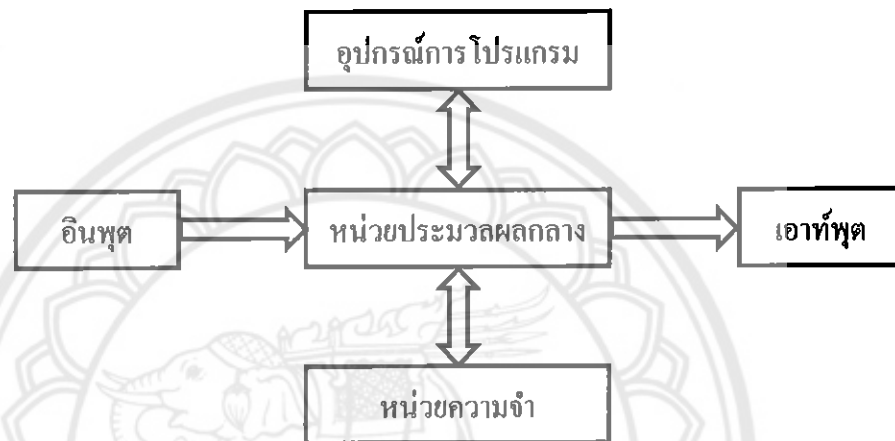 อุปกรณ์การโปรแกรม
อินพุต
หน่วยประมวลผลกลาง
เอาท์พุต
หน่วยความจำ